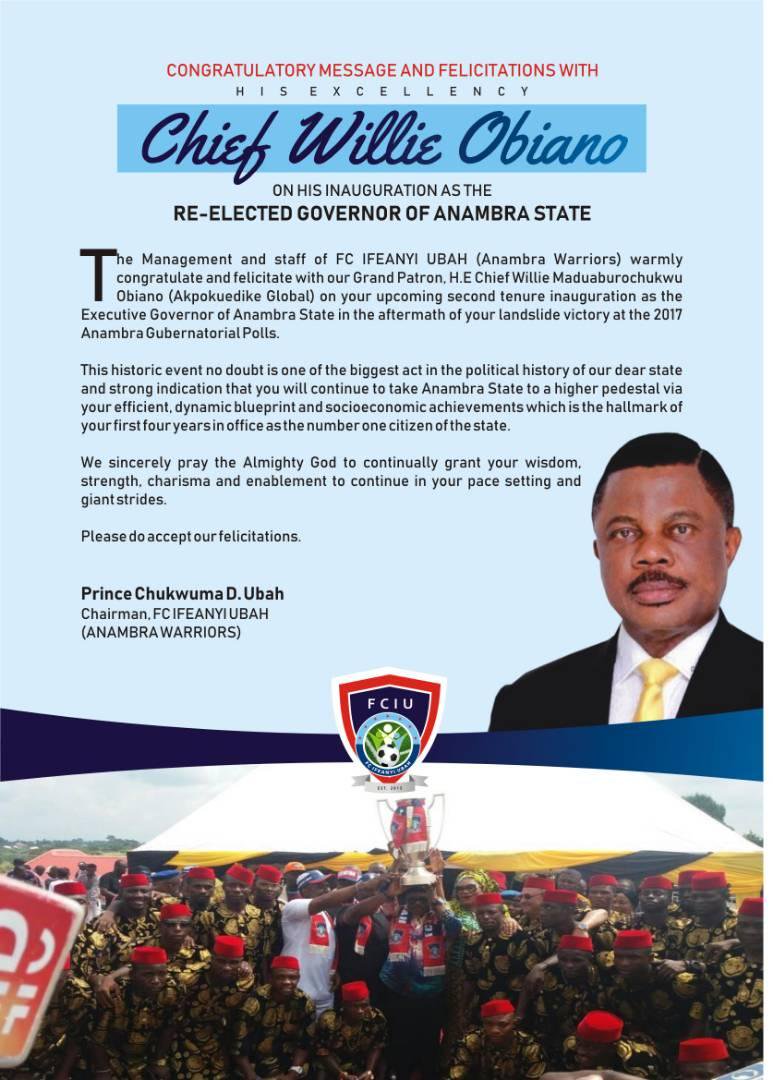 CONGRATULATORY MESSAGE AND FELICITATIONS WITH
HIS EXCELLENCY
Chief Willie Obiano
ON HIS INAUGURATION AS THE
RE-ELECTED GOVERNOR OF ANAMBRA STATE
The Management and staff of FC IFEANYI UBAH (Anambra Warriors) warmly
congratulate and felicitate with our Grand Patron, H.E Chief Willie Maduaburochukwu
Obiano (Akpokuedike Global) on your upcoming second tenure inauguration as the
Executive Governor of Anambra State in the aftermath of your landslide victory at the 2017
Anambra Gubernatorial Polls.
This historic event no doubt is one of the biggest act in the political history of our dear state
and strong indication that you will continue to take Anambra State to a higher pedestal via
your efficient, dynamic blueprint and socioeconomic achievements which is the hallmark of
your first four years in office as the number one citizen of the state.
We sincerely pray the Almighty God to continually grant your wisdom,
strength, charisma and enablement to continue in your pace setting and
giant strides.
Please do accept our felicitations.
Prince Chukwuma D. Ubah
Chairman, FC IFEANYI UBAH
(ANAMBRA WARRIORS)
FCIU
FC IFEANYI UBAH